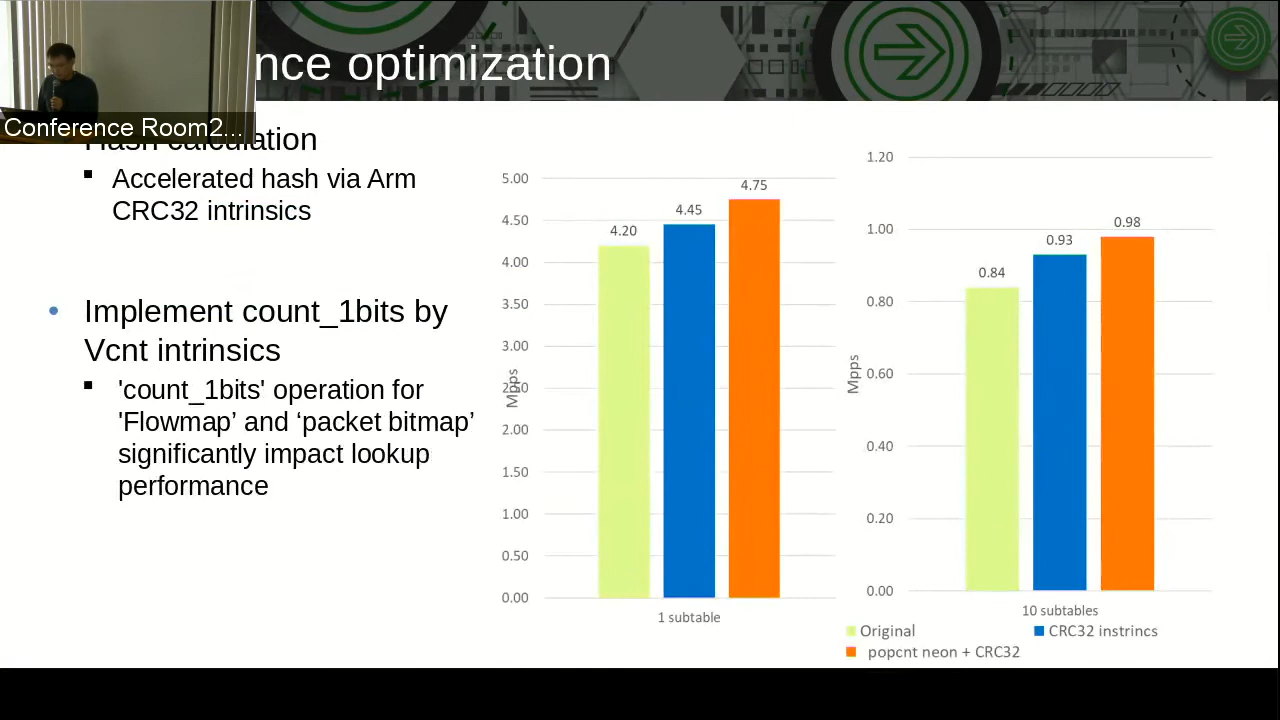 nce optimization
Conference Room2...
Hash calculation
Accelerated hash via Arm
CRC32 intrinsics
Implement count_1bits by
Vcnt intrinsics
'count_1bits' operation for
'Flowmap’ and ‘packet bitmap’
significantly impact lookup
performance
5.00
4.50
4.00
3.50
3.00
2.50
2.00
1.50
1.00
0.50
0.00
Mpps
4.20
4.45
4.75
1 subtable
1.20
1.00
0.80
0.60
0.40
0.20
0.00
Mpps
0.84
0.93
0.98
10 subtables
Original
CRC32 instrincs
popcnt neon + CRC32